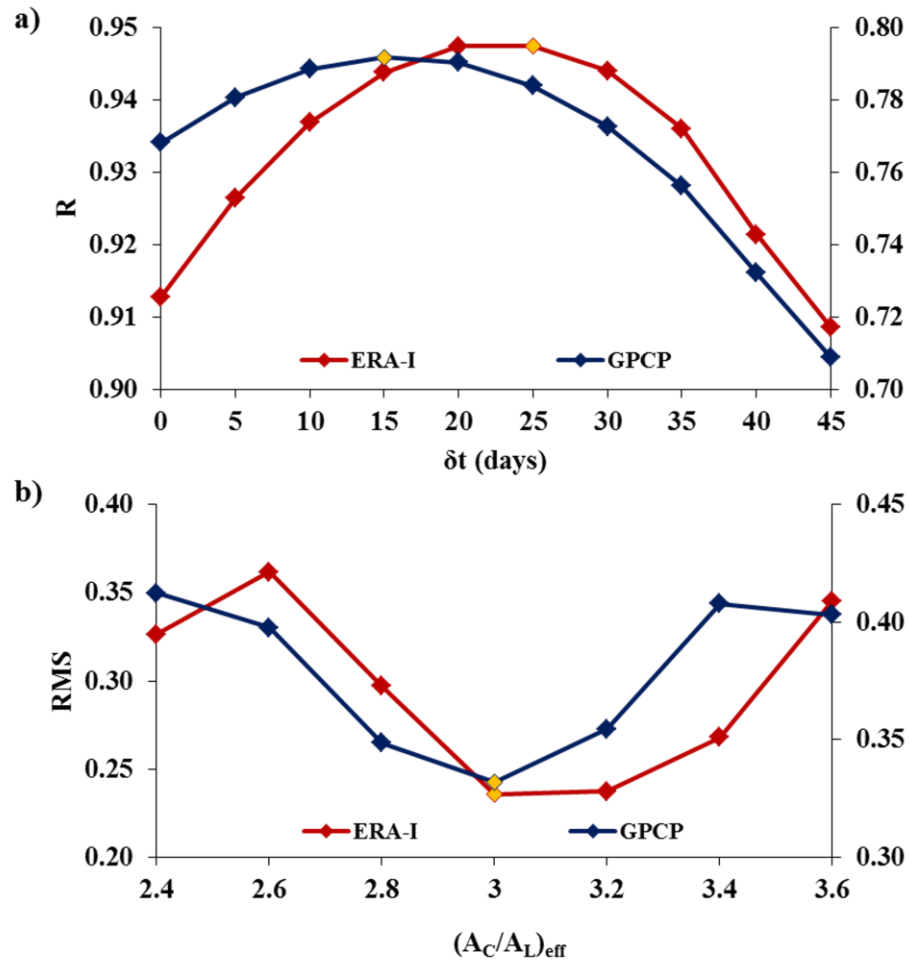 a)
0.95 0.80
0.94 0.78
0.93 0.76
R
0.92 0.74
0.91 0.72
ERA-I GPCP
0.90 0.70
0 5 10 15 20 25 30 35 40 45
δt (days)
b)
0.40 0.45
0.35
0.40
RMS
0.30
0.35
0.25
ERA-I GPCP
0.20 0.30
2.4 2.6 2.8 3 3.2 3.4 3.6
(A_C/A_L)_eff